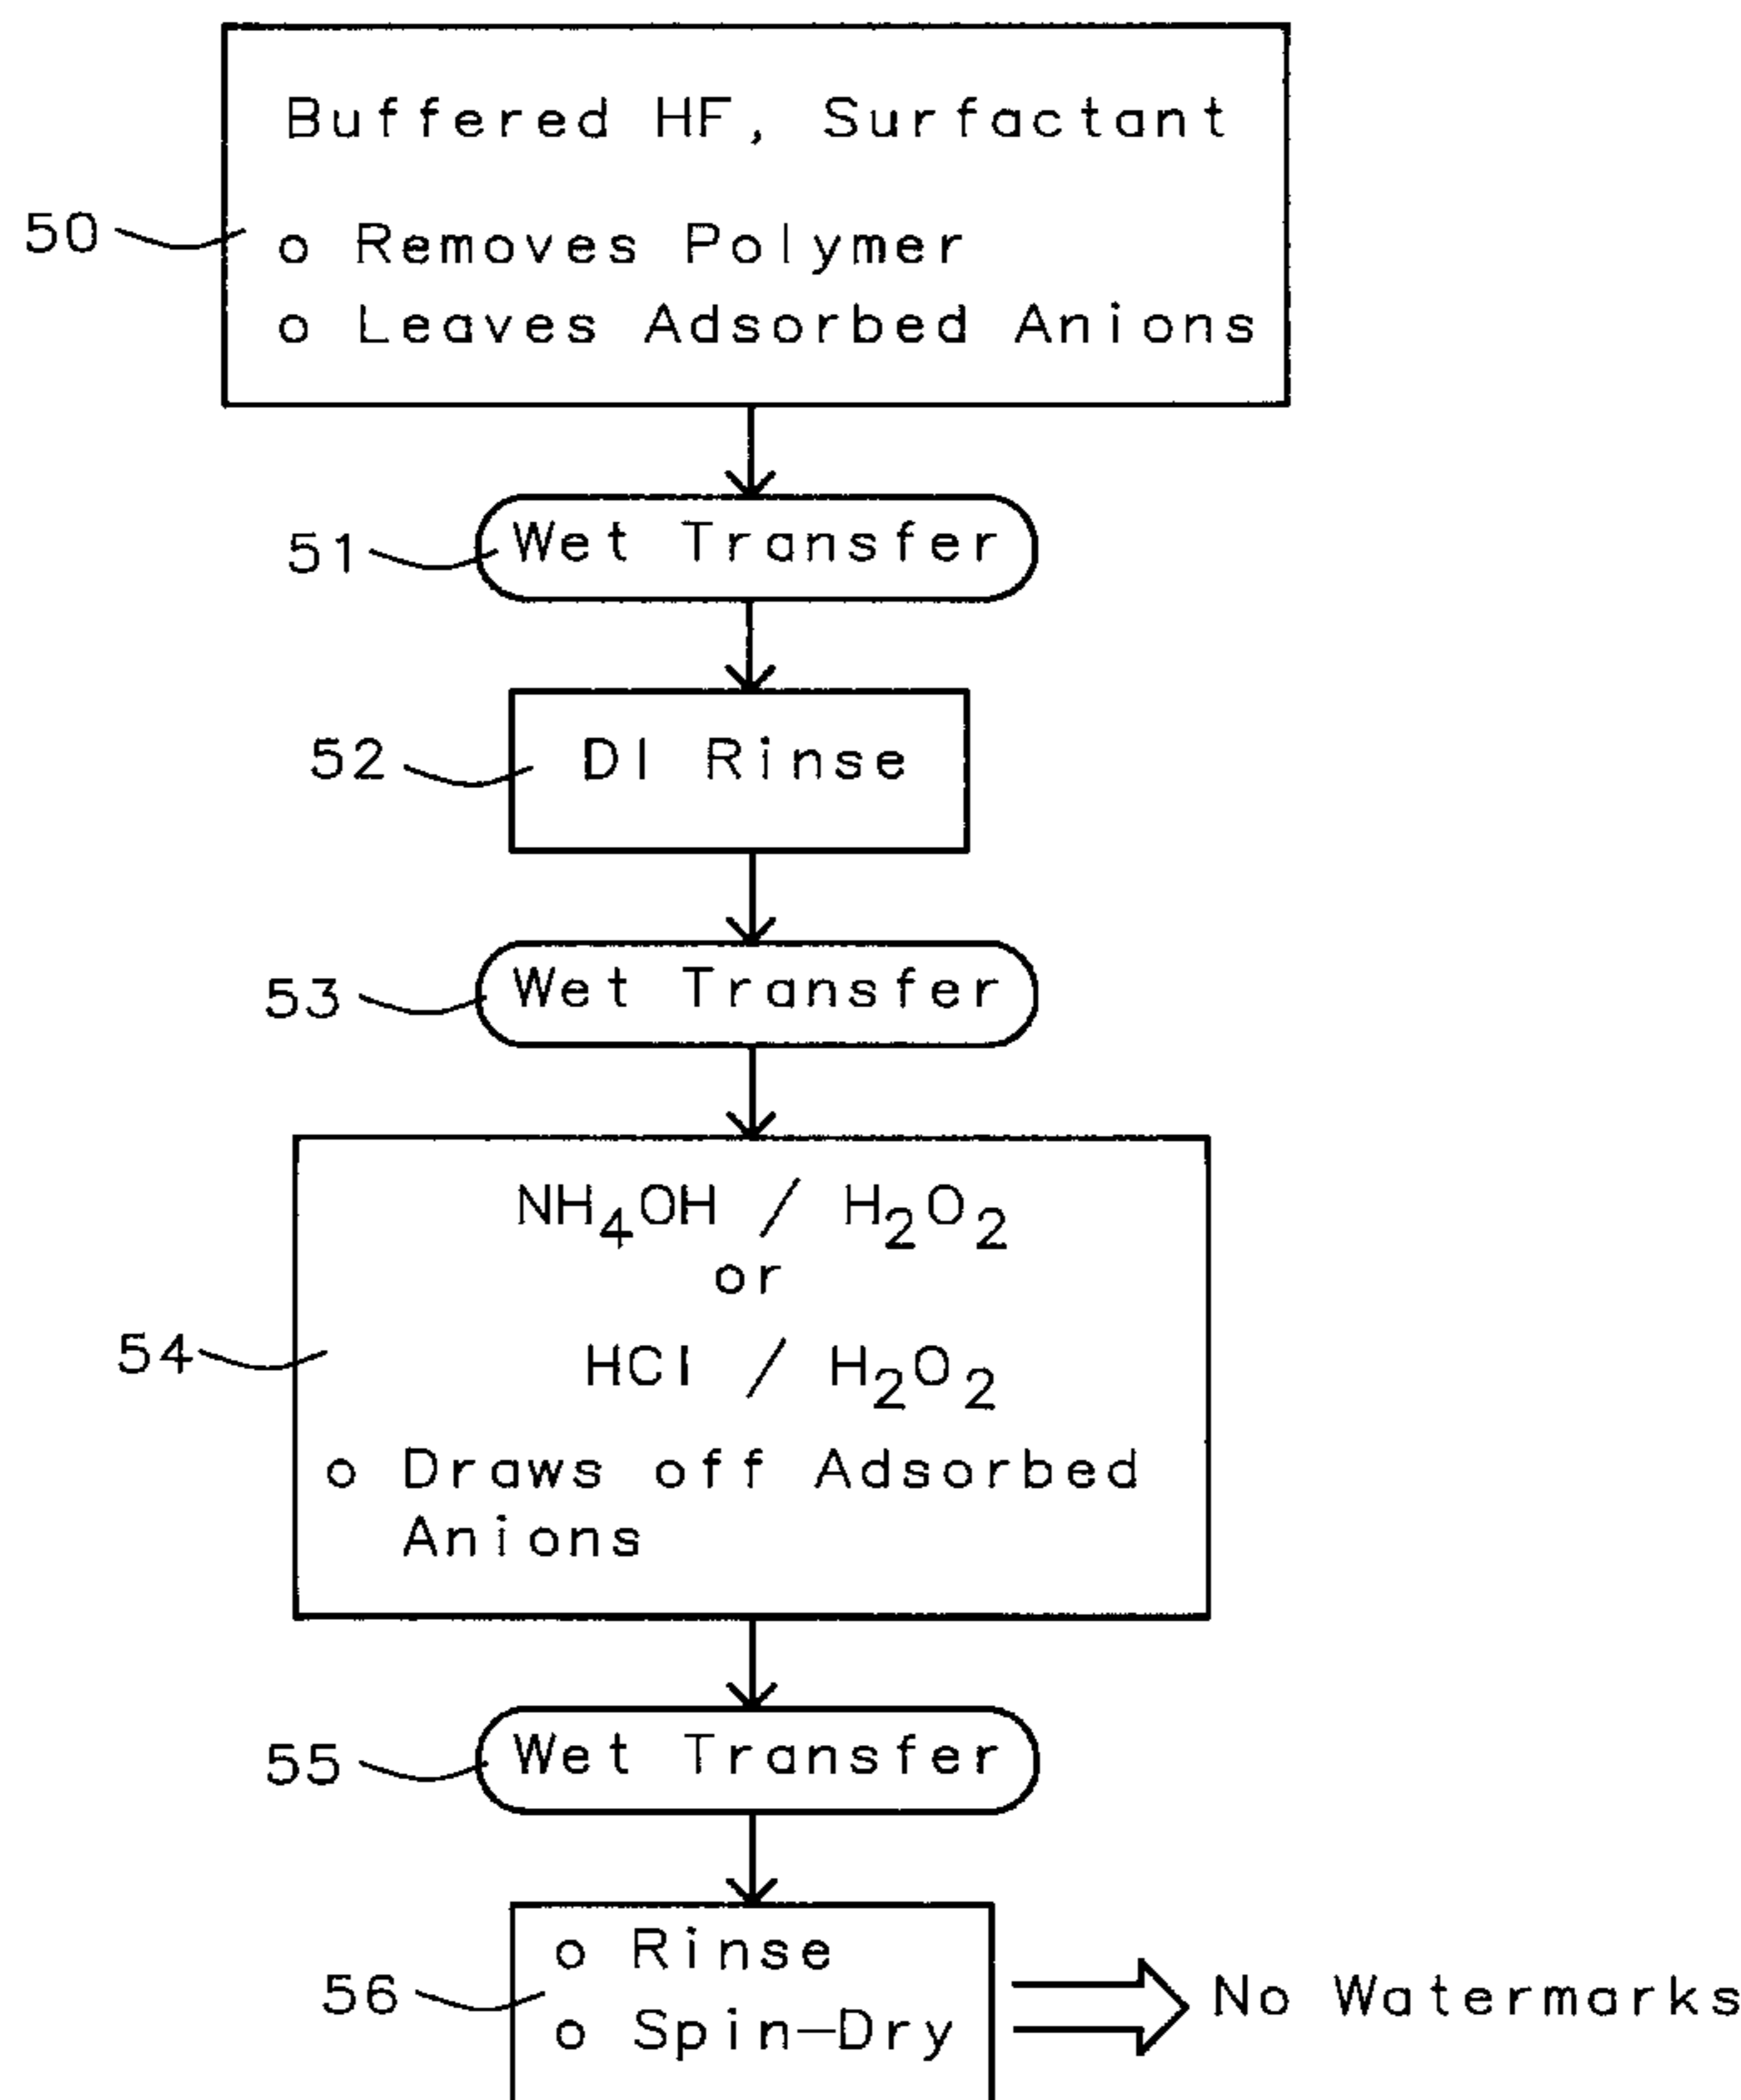 Buffered HF, Surfactant
50
o Removes Polymer
o Leaves Adsorbed Anions
51
Wet Transfer
52
DI Rinse
53
Wet Transfer
NH4OH / H2O2
or
54
HCl / H2O2
o Draws off Adsorbed
Anions
55
Wet Transfer
o Rinse
56
o Spin-Dry
No Watermarks